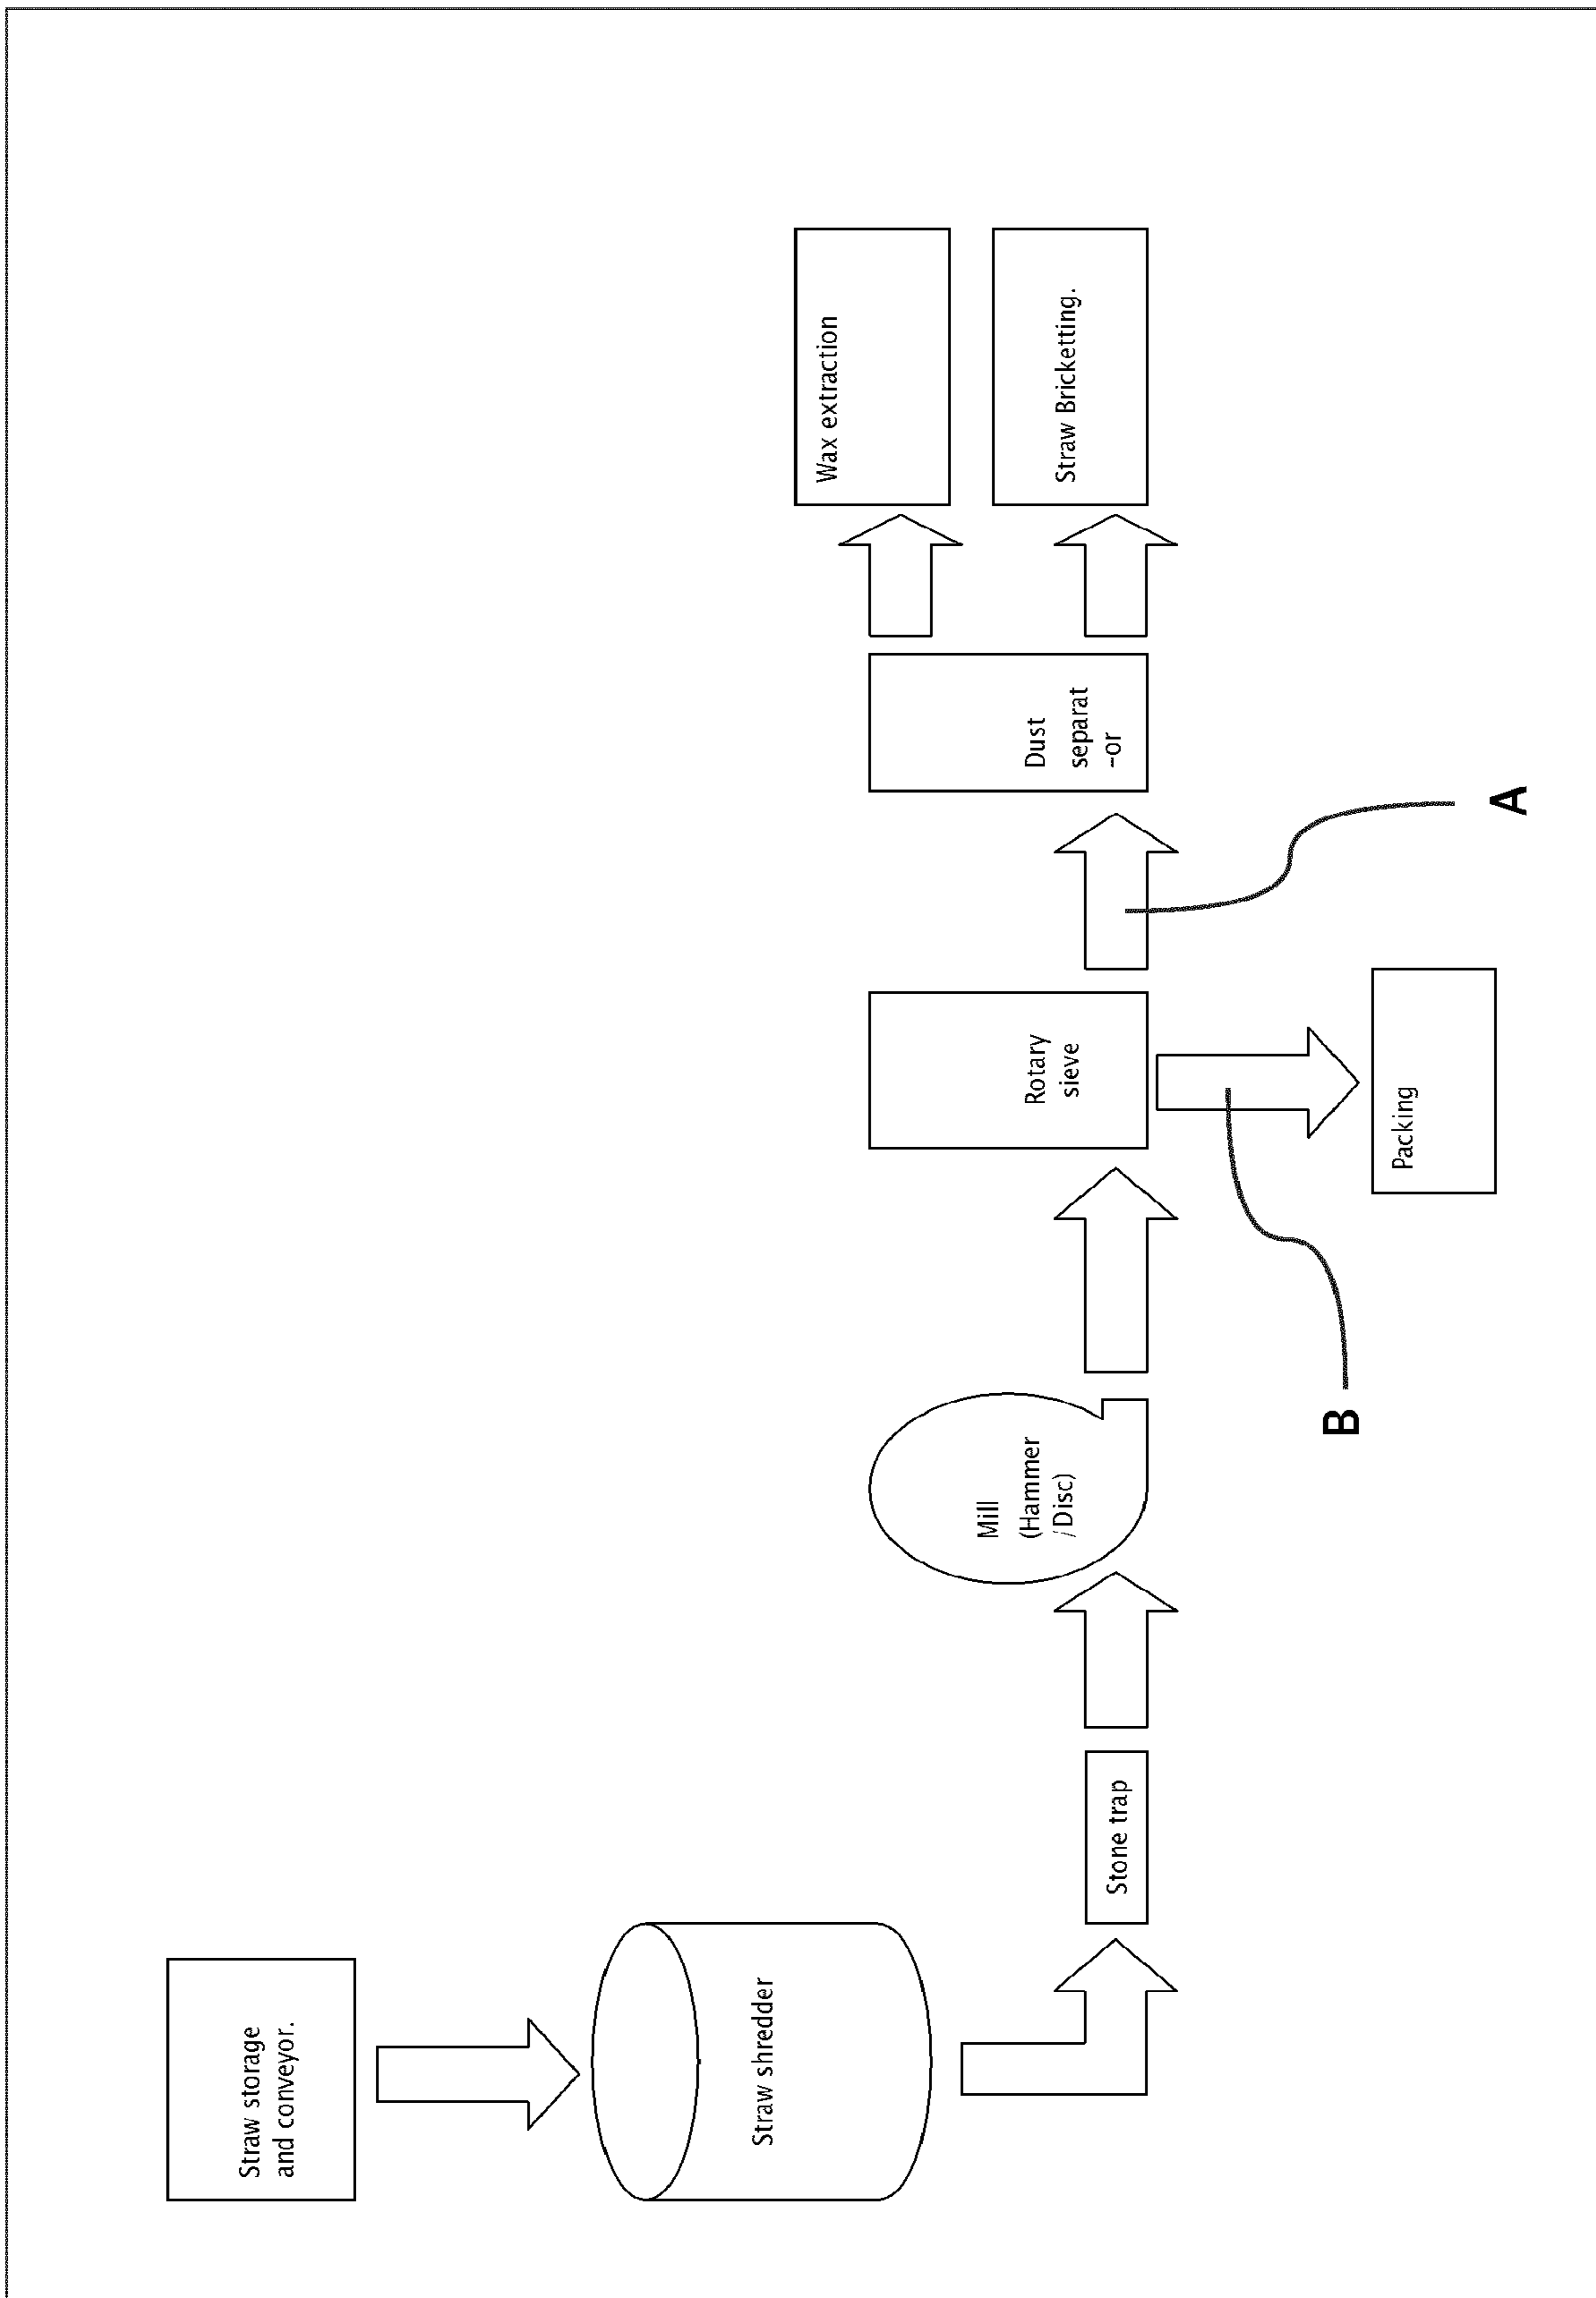 Straw storage
and conveyor.
Straw shredder
Stone trap
Mill
(Hammer
/Disc)
Rotary
sieve
Dust
separat
-or
Wax extraction
Straw Bricketting.
Packing
B
A